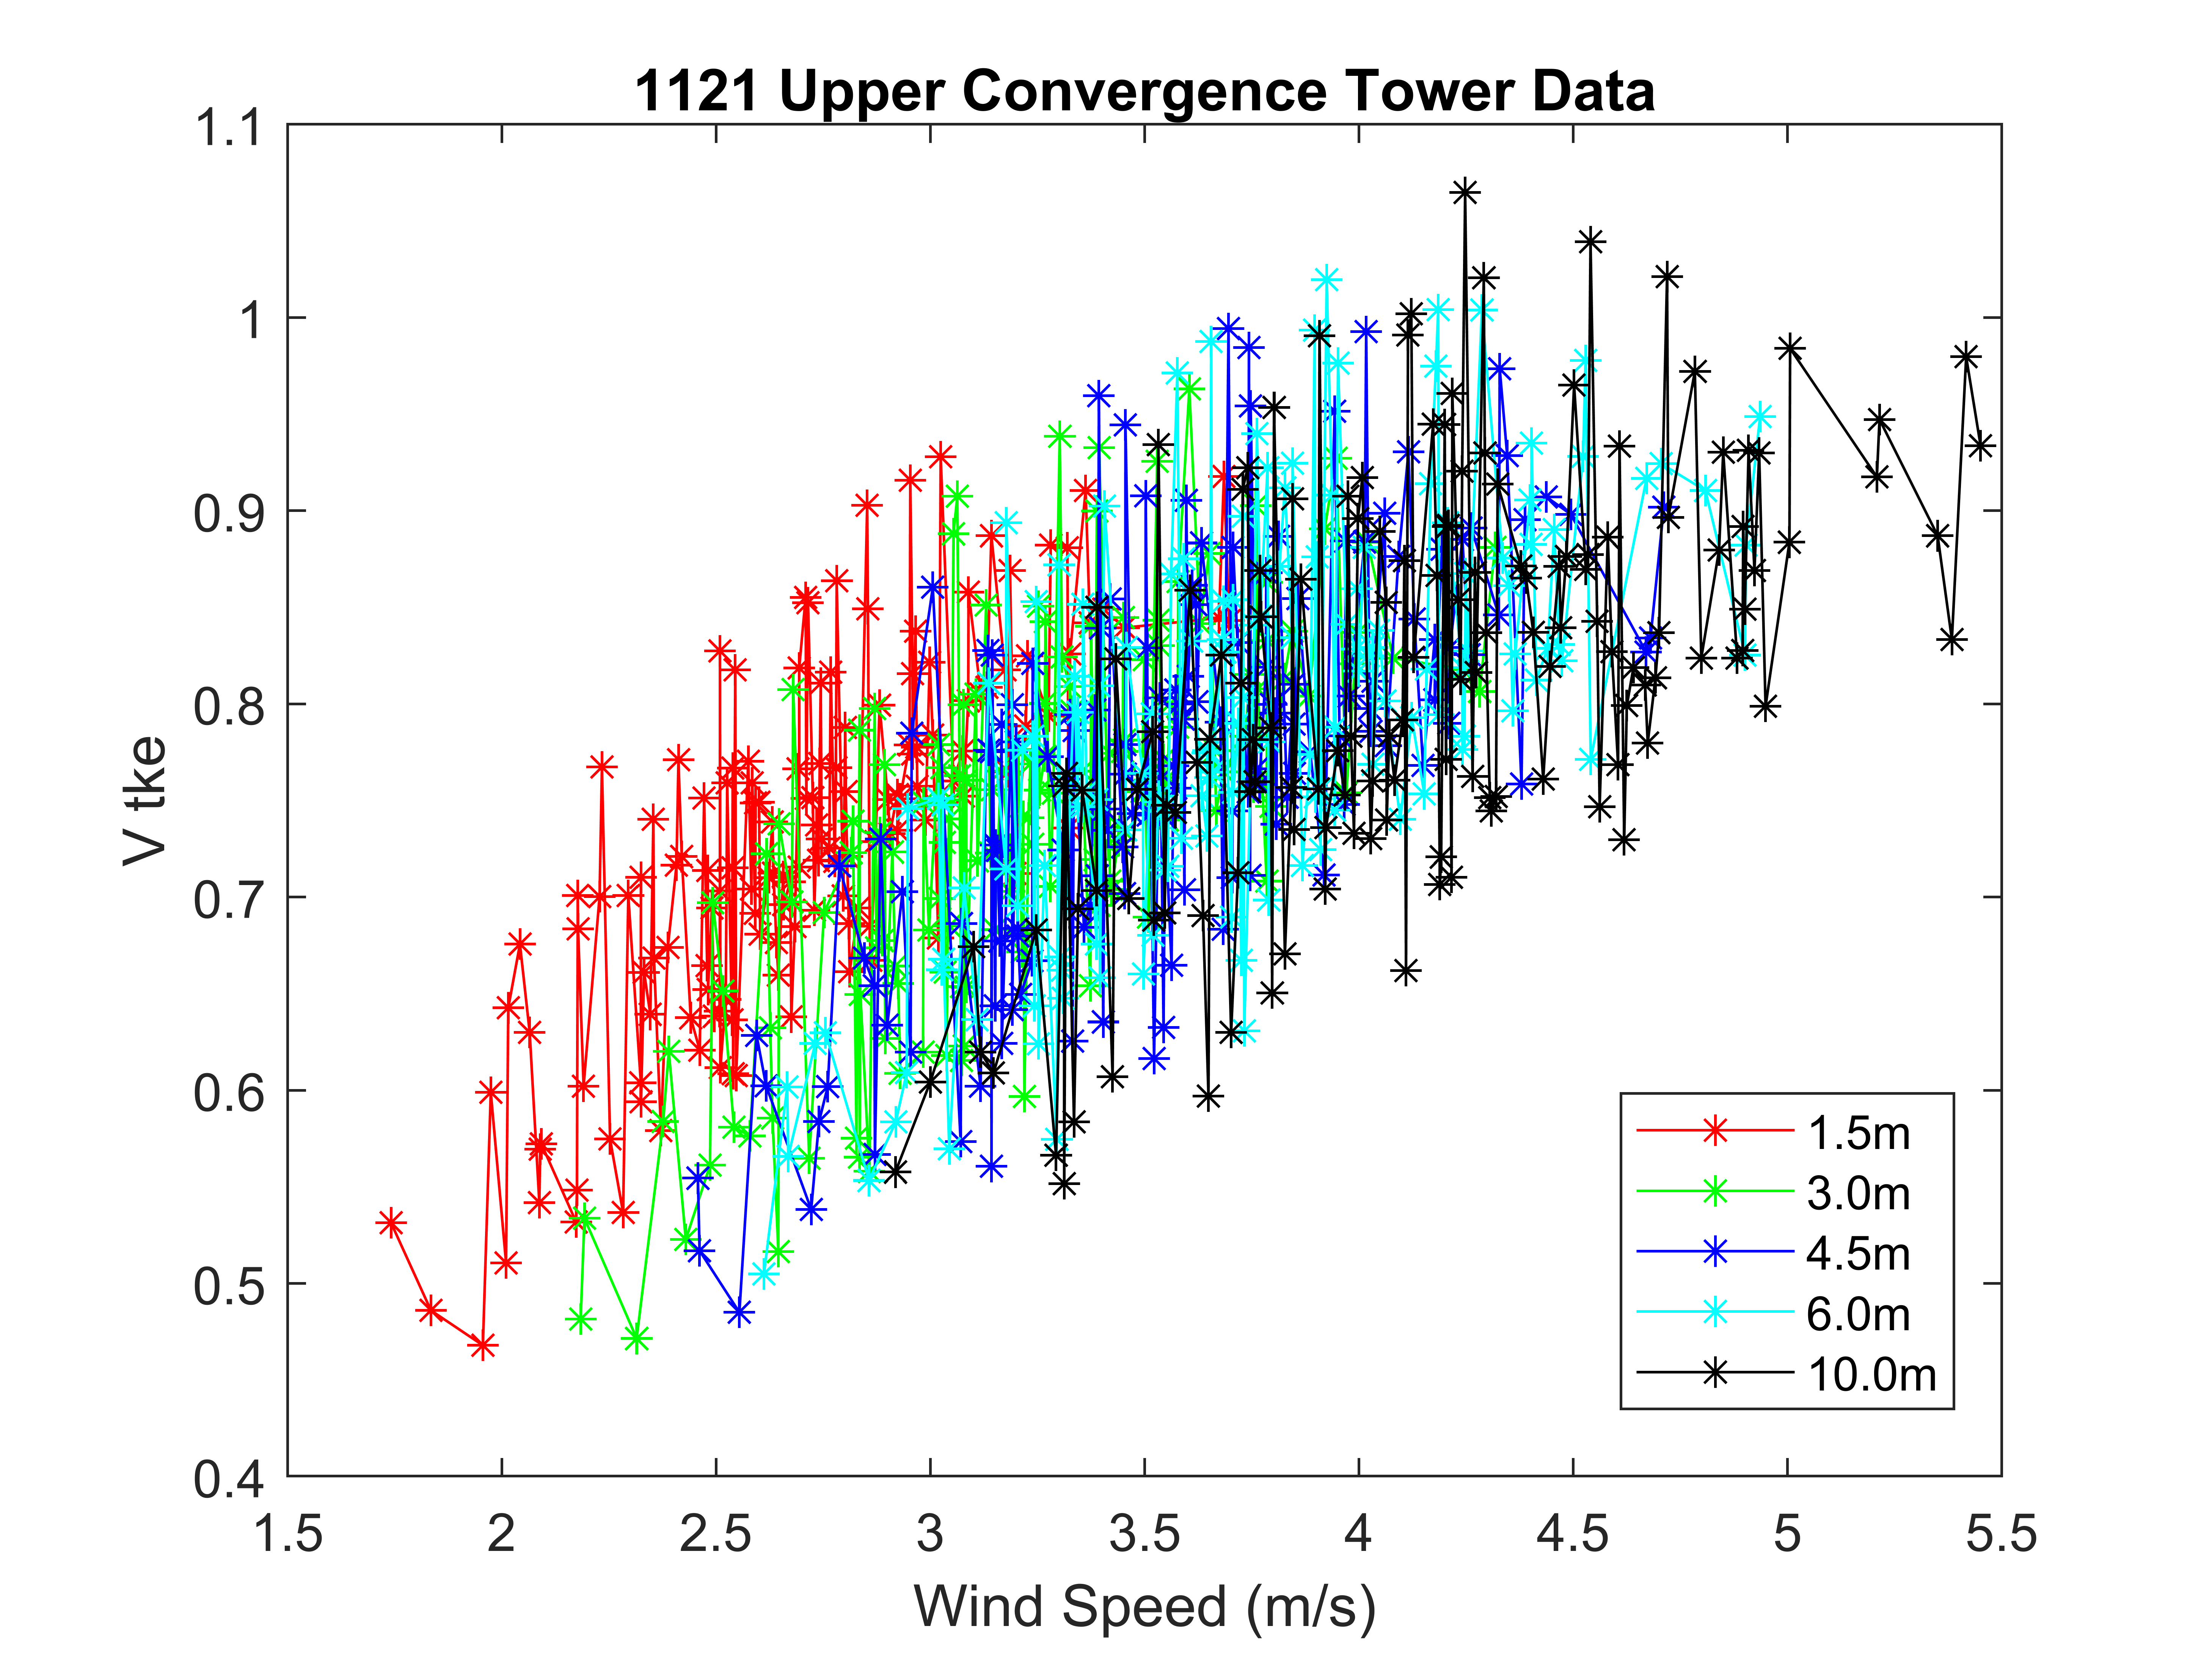 1121 Upper Convergence Tower Data
1.1
1
0.9
0.8
0.7
0.6
0.5
0.4
V tke
1.5m
3.0m
4.5m
6.0m
10.0m
1.5 2 2.5 3 3.5 4 4.5 5 5.5
Wind Speed (m/s)